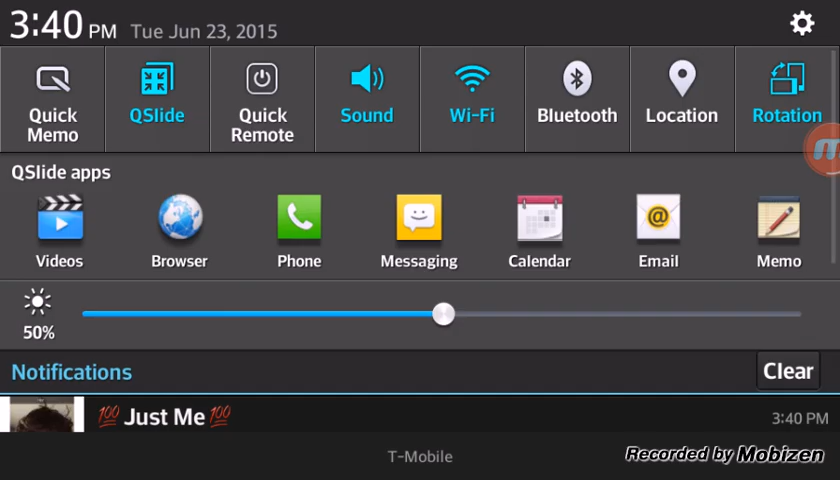 3:40 PM Tue Jun 23, 2015
Quick Memo
QSlide
Quick Remote
Sound
Wi-Fi
Bluetooth
Location
Rotation
QSlide apps
Videos
Browser
Phone
Messaging
Calendar
Email
Memo
50%
Notifications
Clear
💯 Just Me 💯
3:40 PM
T-Mobile
Recorded by Mobizen